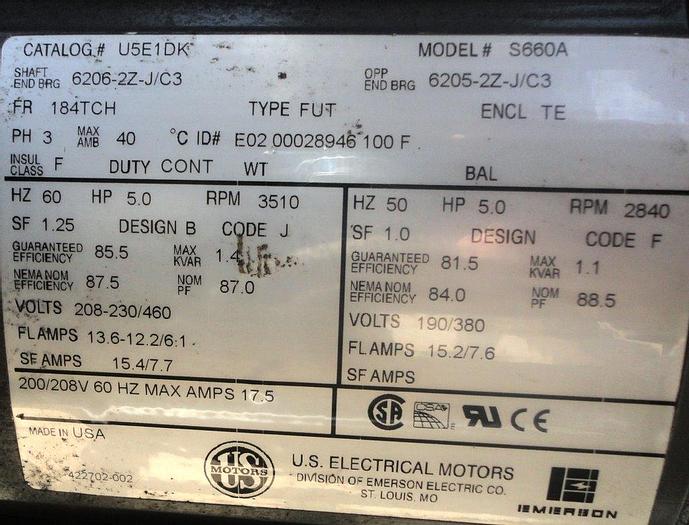 CATALOG.# U5E1DK MODEL # S660A
SHAFT END BRG 6206-2Z-J/C3 OPP END BRG 6205-2Z-J/C3
FR 184TCH TYPE FUT ENCL TE
PH 3 MAX AMB 40 °C ID# E02 00028946 100 F
INSUL CLASS F DUTY CONT WT BAL
HZ 60 HP 5.0 RPM 3510
SF 1.25 DESIGN B CODE J
GUARANTEED EFFICIENCY 85.5 MAX KVAR 1.4
NEMA NOM EFFICIENCY 87.5 NOM PF 87.0
VOLTS 208-230/460
FLAMPS 13.6-12.2/6.1
SF AMPS 15.4/7.7
200/208V 60 HZ MAX AMPS 17.5
HZ 50 HP 5.0 RPM 2840
SF 1.0 DESIGN CODE F
GUARANTEED EFFICIENCY 81.5 MAX KVAR 1.1
NEMA NOM EFFICIENCY 84.0 NOM PF 88.5
VOLTS 190/380
FLAMPS 15.2/7.6
SF AMPS
SA CSA E RU CE
MADE IN USA
422702-002
US MOTORS
U.S. ELECTRICAL MOTORS
DIVISION OF EMERSON ELECTRIC CO.
ST. LOUIS, MO
EMERSON